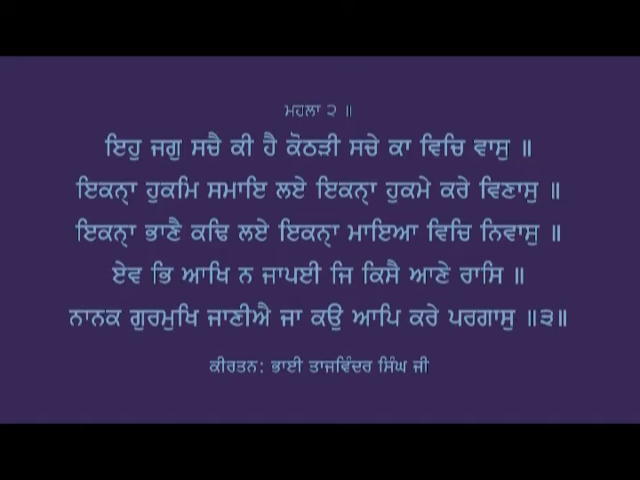 ਮਹਲਾ ੨ ॥
ਇਹੁ ਜਗੁ ਸਚੈ ਕੀ ਹੈ ਕੋਠੜੀ ਸਚੇ ਕਾ ਵਿਚਿ ਵਾਸੁ ॥
ਇਕਨ੍ਹਾ ਹੁਕਮਿ ਸਮਾਇ ਲਏ ਇਕਨ੍ਹਾ ਹੁਕਮੇ ਕਰੇ ਵਿਣਾਸੁ ॥
ਇਕਨ੍ਹਾ ਭਾਣੈ ਕਢਿ ਲਏ ਇਕਨ੍ਹਾ ਮਾਇਆ ਵਿਚਿ ਨਿਵਾਸੁ ॥
ਏਵ ਭਿ ਆਖਿ ਨ ਜਾਪਈ ਜਿ ਕਿਸੈ ਆਣੇ ਰਾਸਿ ॥
ਨਾਨਕ ਗੁਰਮੁਖਿ ਜਾਣੀਐ ਜਾ ਕਉ ਆਪਿ ਕਰੇ ਪਰਗਾਸੁ ॥੩॥
ਕੀਰਤਨ: ਭਾਈ ਤਾਜਵਿੰਦਰ ਸਿੰਘ ਜੀ